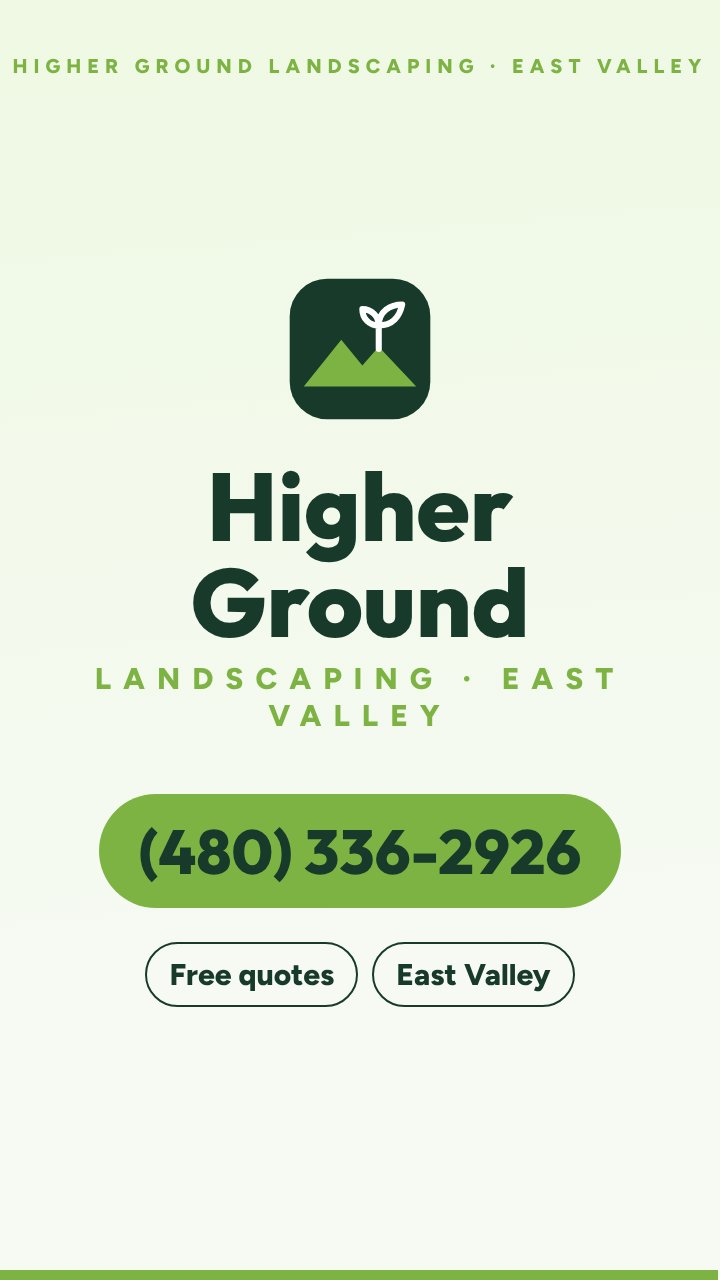 HIGHER GROUND LANDSCAPING · EAST VALLEY
Higher
Ground
LANDSCAPING · EAST
VALLEY
(480) 336-2926
Free quotes
East Valley